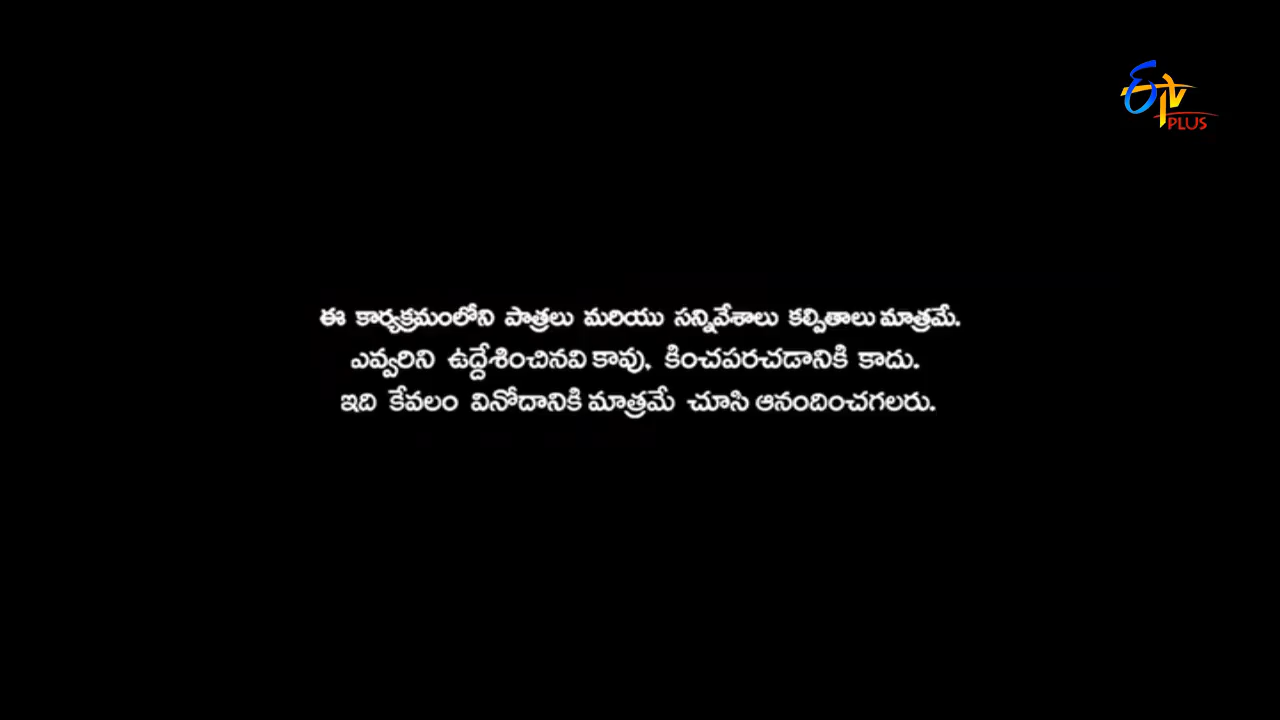 ETV
PLUS
ఈ కార్యక్రమంలోని పాత్రలు మరియు సన్నివేశాలు కల్పితాలు మాత్రమే.
ఎవ్వరిని ఉద్దేశించినవి కావు, కించపరచడానికి కాదు.
ఇది కేవలం వినోదానికి మాత్రమే చూసి ఆనందించగలరు.